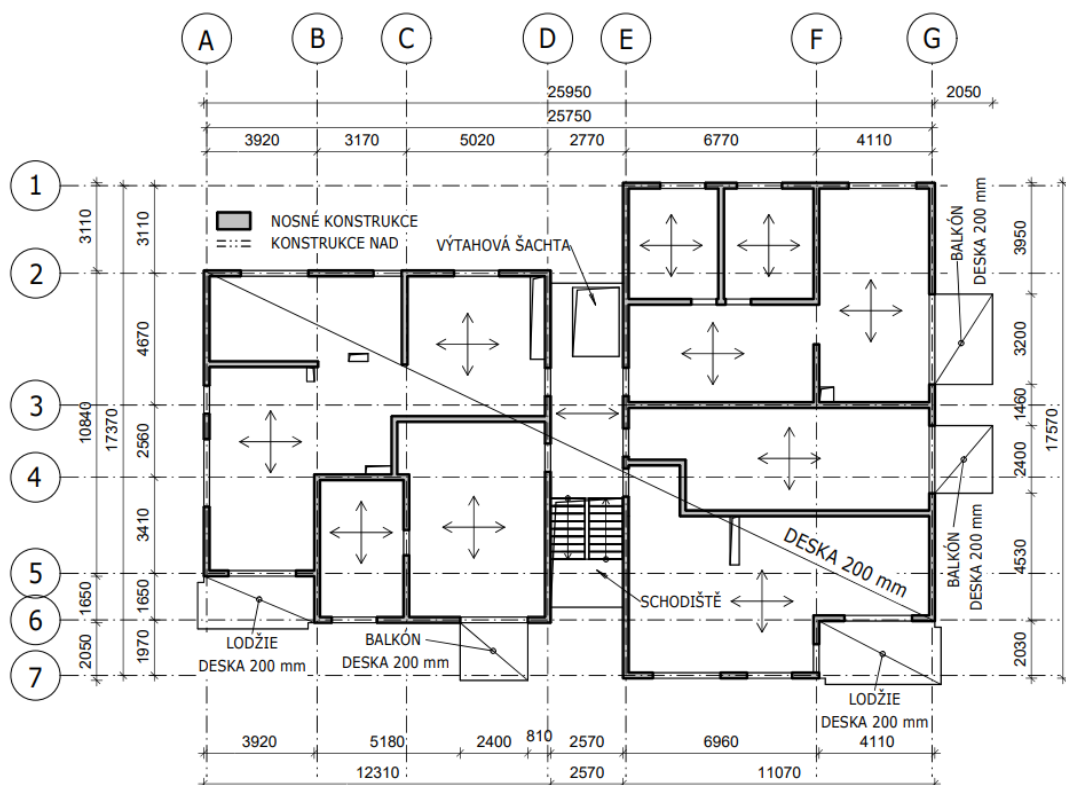 A B C D E F G
25950 2050
25750
3920 3170 5020 2770 6770 4110
1
2
3
4
5
6
7
3110
10840
1650
2050
17370
3110
4670
2560
3410
1650
1970
NOSNÉ KONSTRUKCE
KONSTRUKCE NAD
VÝTAHOVÁ ŠACHTA
BALKÓN
DESKA 200 mm
3950
3200
1460
2400
4530
2030
17570
BALKÓN
DESKA 200 mm
DESKA 200 mm
SCHODIŠTĚ
LODŽIE
DESKA 200 mm
BALKÓN
DESKA 200 mm
LODŽIE
DESKA 200 mm
3920 5180 2400 810 2570 6960 4110
12310 2570 11070